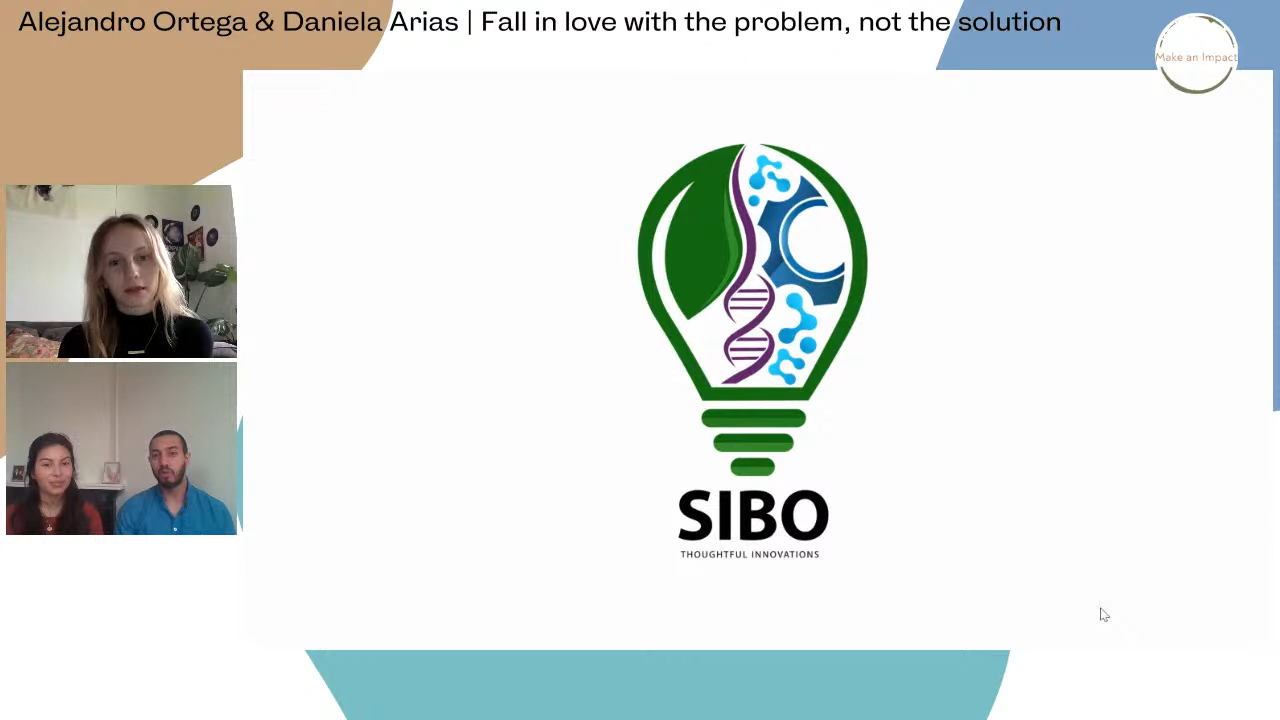 Alejandro Ortega & Daniela Arias | Fall in love with the problem, not the solution
Make an Impact
SIBO
THOUGHTFUL INNOVATIONS